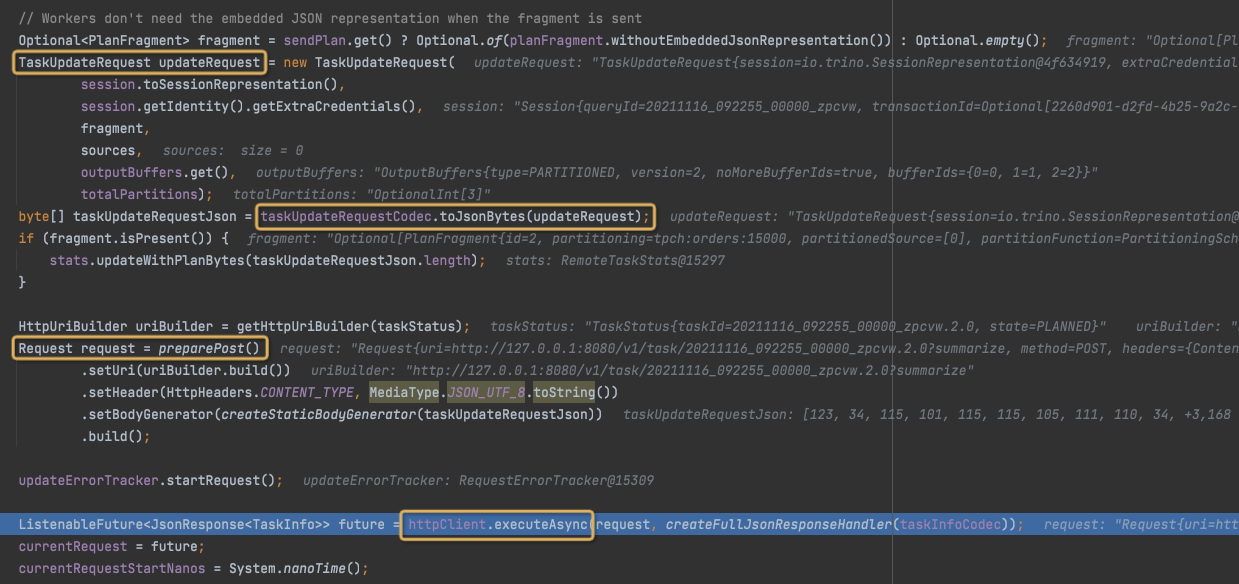 // Workers don't need the embedded JSON representation when the fragment is sent
Optional<PlanFragment> fragment = sendPlan.get() ? Optional.of(planFragment.withoutEmbeddedJsonRepresentation()) : Optional.empty();  fragment: "Optional[Pl
TaskUpdateRequest updateRequest = new TaskUpdateRequest(  updateRequest: "TaskUpdateRequest{session=io.trino.SessionRepresentation@4f634919, extraCredential
session.toSessionRepresentation(),
session.getIdentity().getExtraCredentials(),  session: "Session{queryId=20211116_092255_00000_zpcvw, transactionId=Optional[2260d901-d2fd-4b25-9a2c-
fragment,
sources,  sources:  size = 0
outputBuffers.get(),  outputBuffers: "OutputBuffers{type=PARTITIONED, version=2, noMoreBufferIds=true, bufferIds={0=0, 1=1, 2=2}}"
totalPartitions);  totalPartitions: "OptionalInt[3]"
byte[] taskUpdateRequestJson = taskUpdateRequestCodec.toJsonBytes(updateRequest);  updateRequest: "TaskUpdateRequest{session=io.trino.SessionRepresentation@
if (fragment.isPresent()) {  fragment: "Optional[PlanFragment{id=2, partitioning=tpch:orders:15000, partitionedSource=[0], partitionFunction=PartitioningSch
stats.updateWithPlanBytes(taskUpdateRequestJson.length);  stats: RemoteTaskStats@15297
}
HttpUriBuilder uriBuilder = getHttpUriBuilder(taskStatus);  taskStatus: "TaskStatus{taskId=20211116_092255_00000_zpcvw.2.0, state=PLANNED}"  uriBuilder: "
Request request = preparePost()  request: "Request{uri=http://127.0.0.1:8080/v1/task/20211116_092255_00000_zpcvw.2.0?summarize, method=POST, headers={Conten
.setUri(uriBuilder.build())  uriBuilder: "http://127.0.0.1:8080/v1/task/20211116_092255_00000_zpcvw.2.0?summarize"
.setHeader(HttpHeaders.CONTENT_TYPE, MediaType.JSON_UTF_8.toString())
.setBodyGenerator(createStaticBodyGenerator(taskUpdateRequestJson))  taskUpdateRequestJson: [123, 34, 115, 101, 115, 115, 105, 111, 110, 34, +3,168
.build();
updateErrorTracker.startRequest();  updateErrorTracker: RequestErrorTracker@15309
ListenableFuture<JsonResponse<TaskInfo>> future = httpClient.executeAsync(request, createFullJsonResponseHandler(taskInfoCodec));  request: "Request{uri=htt
currentRequest = future;
currentRequestStartNanos = System.nanoTime();